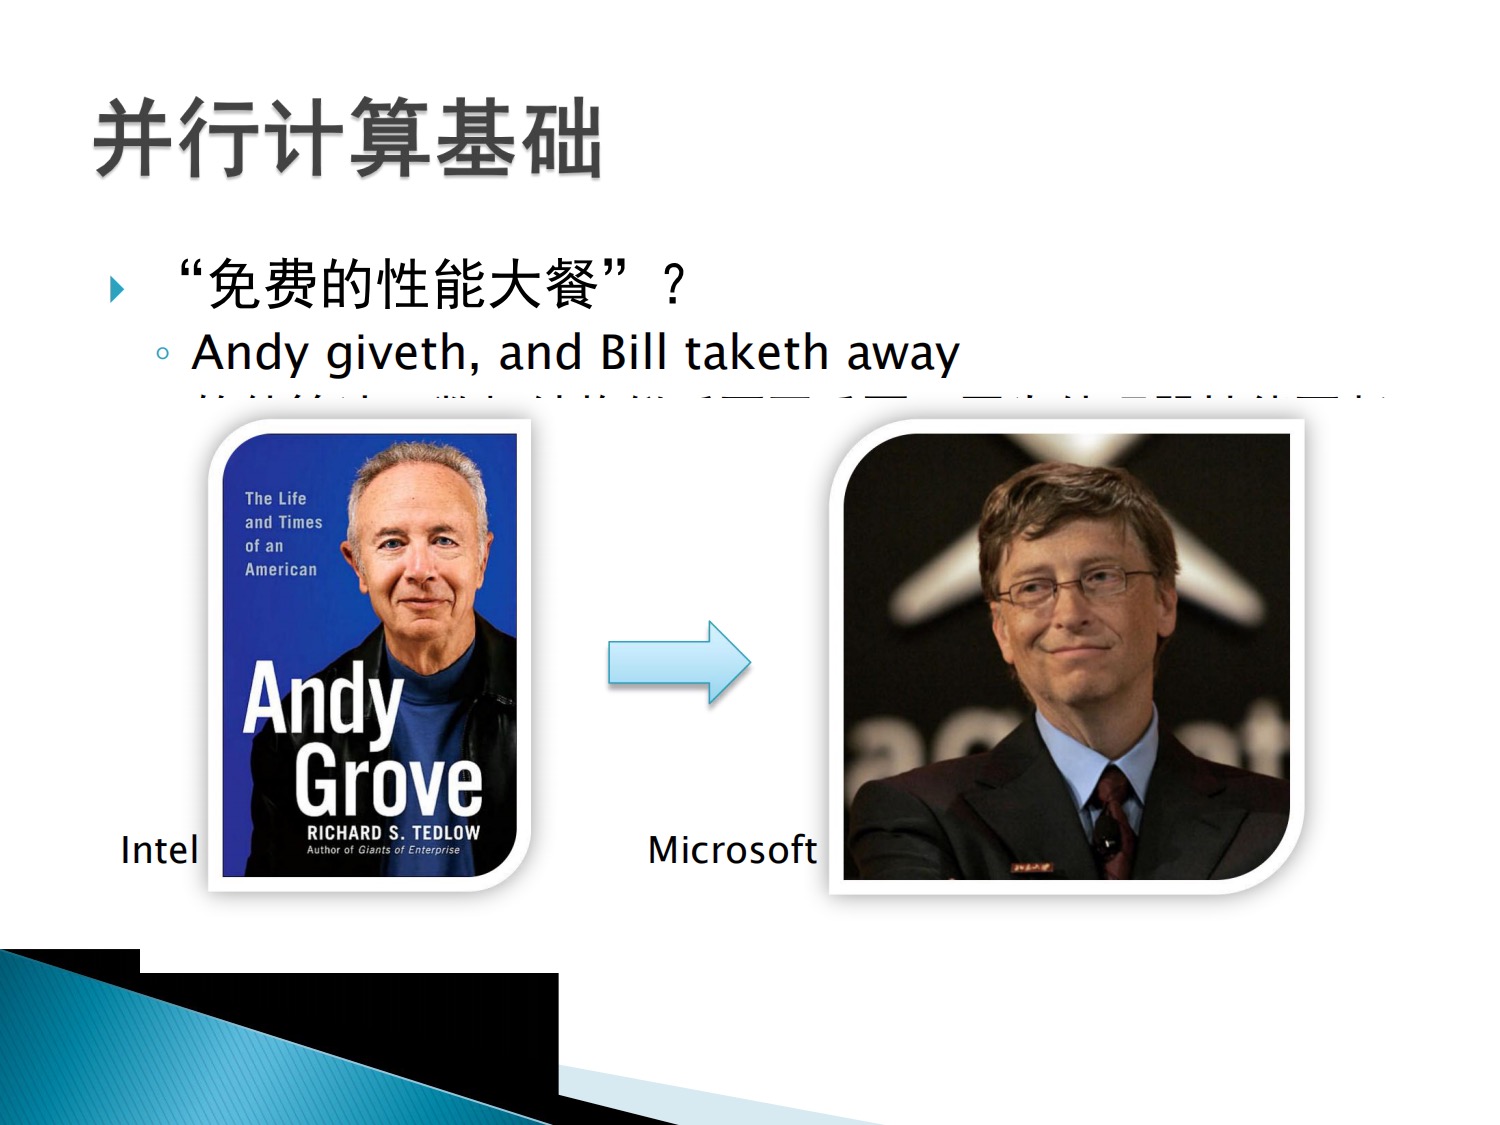 并行计算基础
“免费的性能大餐”？
Andy giveth, and Bill taketh away
The Life
and Times
of an
American
Andy
Grove
RICHARD S. TEDLOW
Author of Giants of Enterprise
Intel
Microsoft